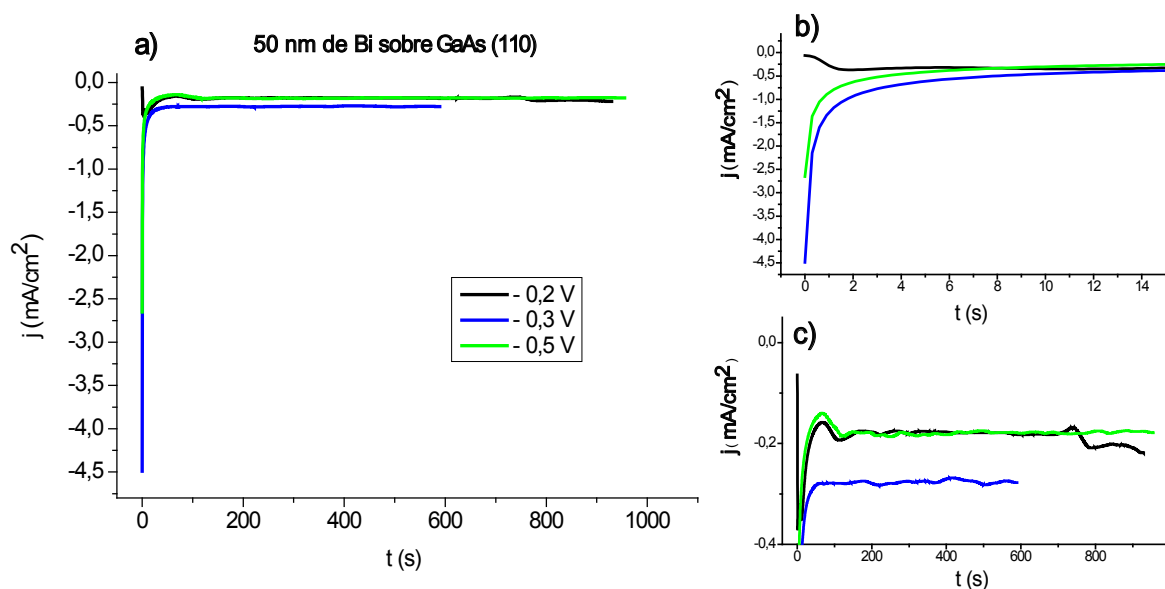 a)
50 nm de Bi sobre GaAs (110)
0,0
-0,5
-1,0
-1,5
-2,0
-2,5
-3,0
-3,5
-4,0
-4,5
j (mA/cm²)
- 0,2 V
- 0,3 V
- 0,5 V
0 200 400 600 800 1000
t (s)
b)
0,0
-0,5
-1,0
-1,5
-2,0
-2,5
-3,0
-3,5
-4,0
-4,5
j (mA/cm²)
0 2 4 6 8 10 12 14
t (s)
c)
0,0
-0,2
-0,4
j (mA/cm²)
0 200 400 600 800
t (s)